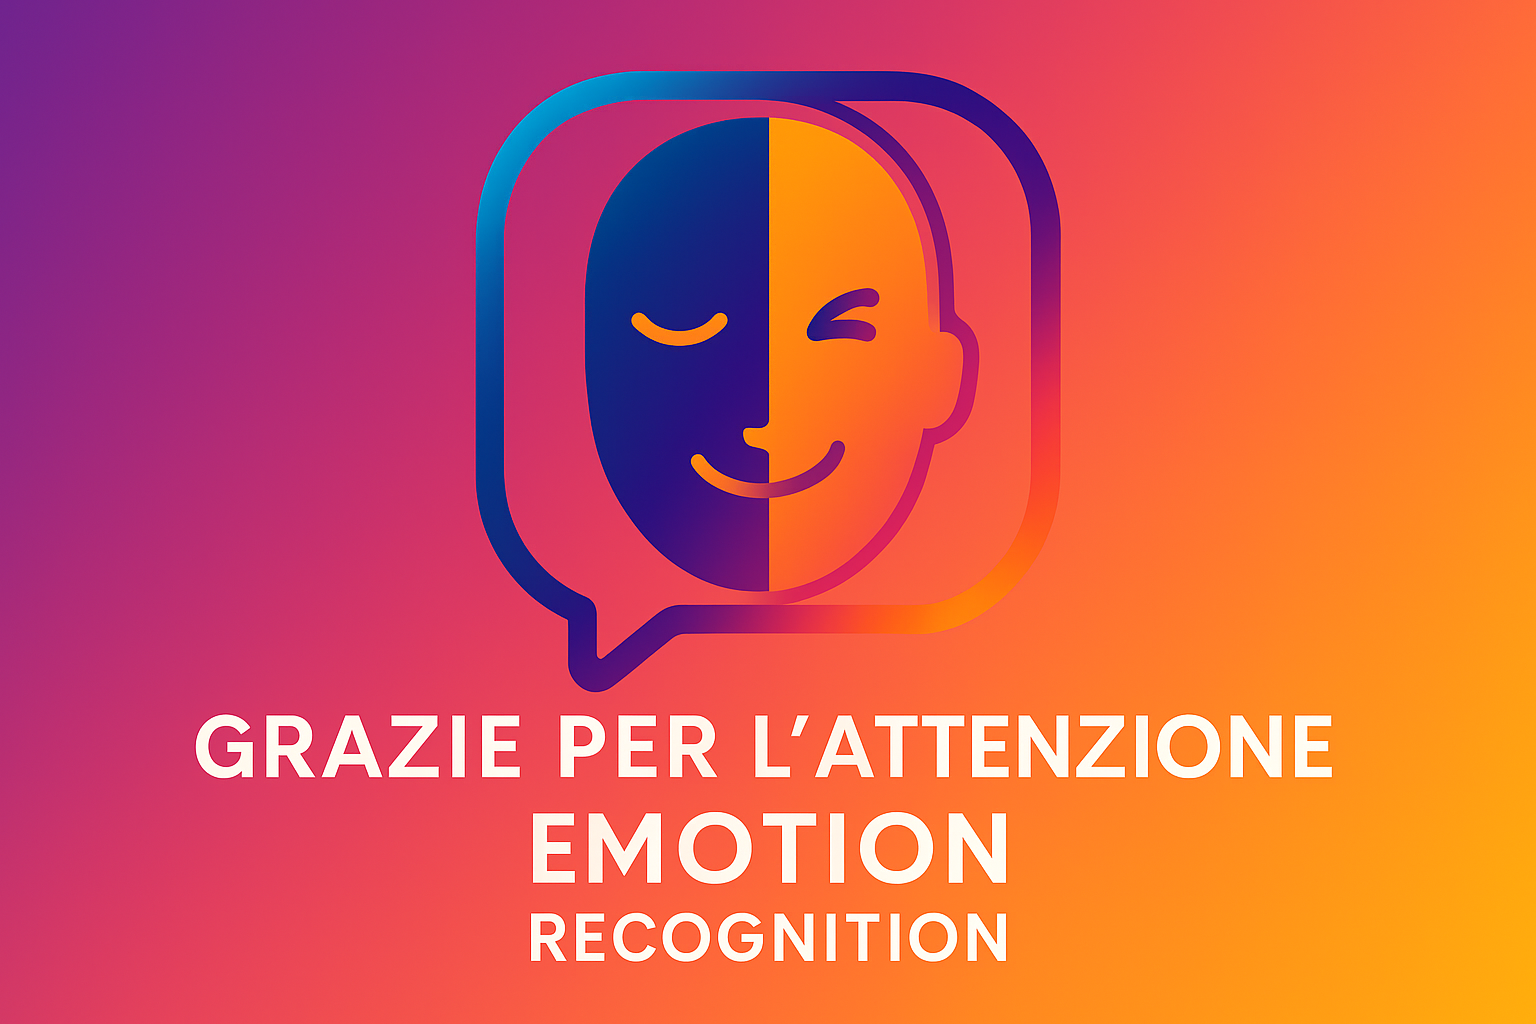 GRAZIE PER L’ATTENZIONE
EMOTION
RECOGNITION